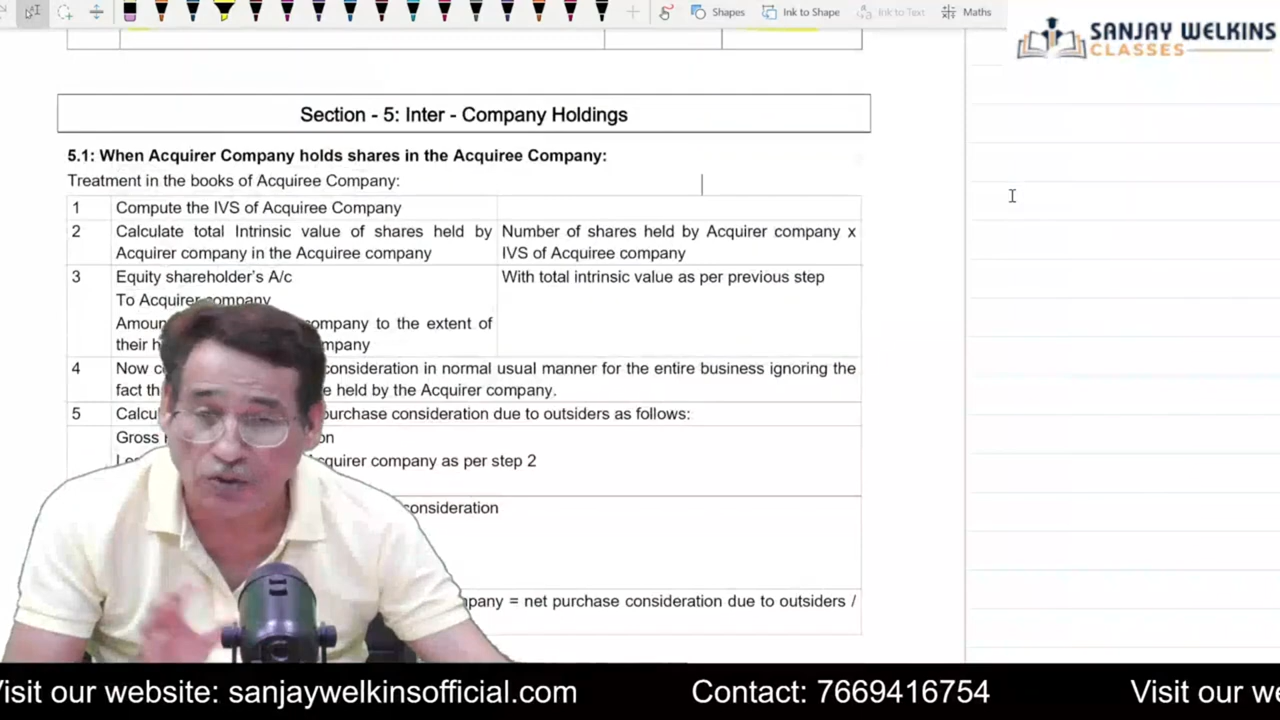 Shapes
Ink to Shape
Ink to Text
Maths
SANJAY WELKINS
CLASSES
Section - 5: Inter - Company Holdings
5.1: When Acquirer Company holds shares in the Acquiree Company:
Treatment in the books of Acquiree Company:
1 Compute the IVS of Acquiree Company
2 Calculate total Intrinsic value of shares held by Number of shares held by Acquirer company x
Acquirer company in the Acquiree company IVS of Acquiree company
3 Equity shareholder's A/c With total intrinsic value as per previous step
To Acquirer company
company to the extent of
their
4 Now consideration in normal usual manner for the entire business ignoring the
fact held by the Acquirer company.
5 purchase consideration due to outsiders as follows:
Gross
Acquirer company as per step 2
consideration
= net purchase consideration due to outsiders /
Visit our website: sanjaywelkinsofficial.com Contact: 7669416754 Visit our